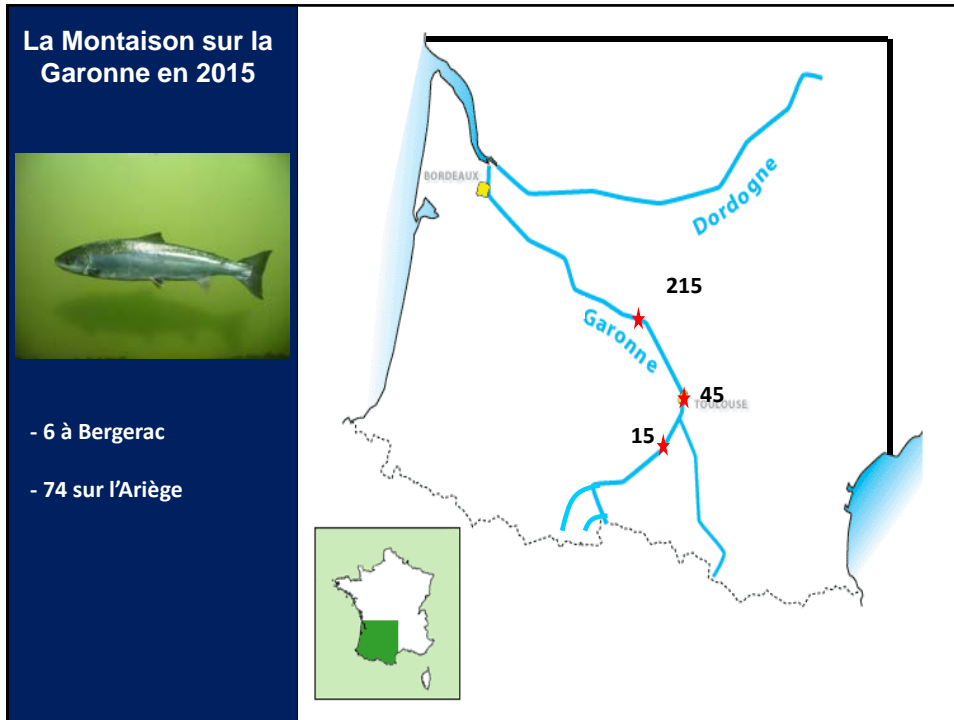 La Montaison sur la
Garonne en 2015
- 6 à Bergerac
- 74 sur l'Ariège
BORDEAUX
Dordogne
215
Garonne
45
TOULOUSE
15